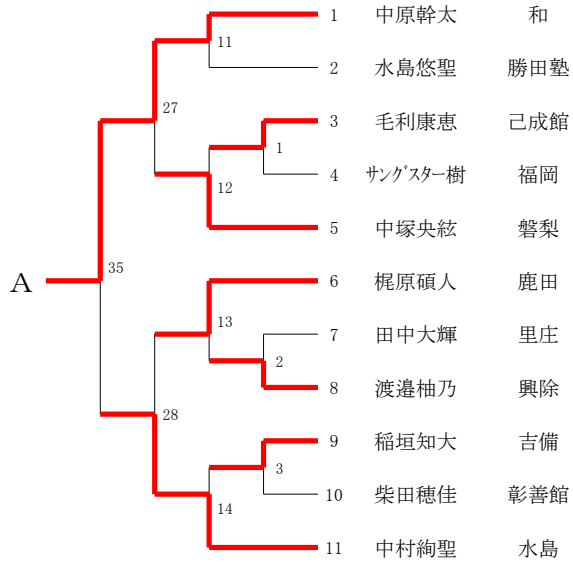 1 中原幹太 和
11
2 水島悠聖 勝田塾
27
3 毛利康恵 己成館
1
4 サングスター樹 福岡
12
5 中塚央絃 磐梨
35
A
6 梶原碩人 鹿田
13
7 田中大輝 里庄
2
8 渡邉柚乃 興除
28
9 稲垣知大 吉備
3
10 柴田穂佳 彰善館
14
11 中村絢聖 水島